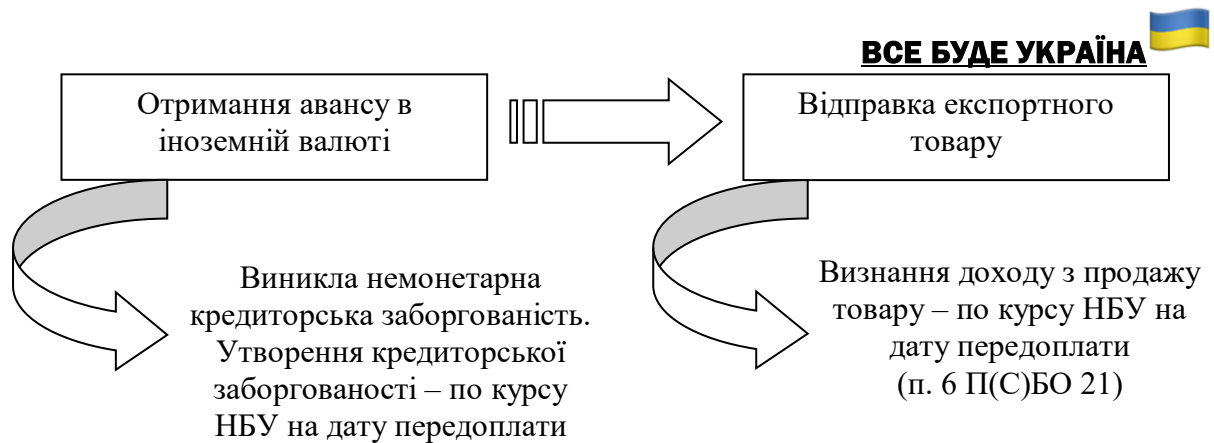 ВСЕ БУДЕ УКРАЇНА
Отримання авансу в
іноземній валюті
Відправка експортного
товару
Виникла немонетарна
кредиторська заборгованість.
Утворення кредиторської
заборгованості – по курсу
НБУ на дату передоплати
Визнання доходу з продажу
товару – по курсу НБУ на
дату передоплати
(п. 6 П(С)БО 21)